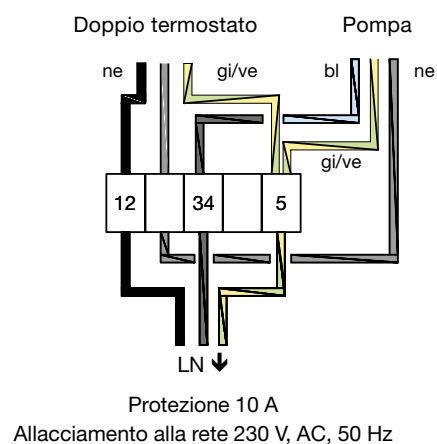 Doppio termostato Pompa
ne gi/ve bl ne
gi/ve
12 34 5
LN
Protezione 10 A
Allacciamento alla rete 230 V, AC, 50 Hz